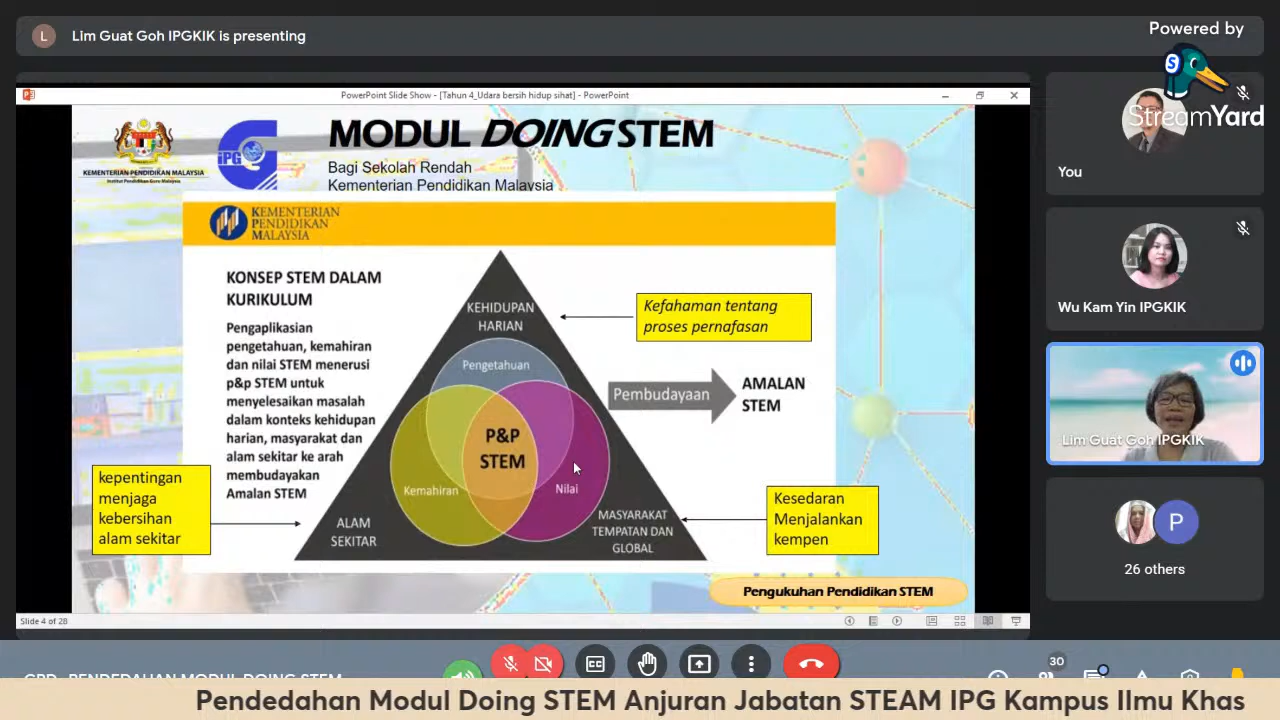 L
Lim Guat Goh IPGKIK is presenting
Powered by
StreamYard
PowerPoint Slide Show - [Tahun 4_Udara bersih hidup sihat] - PowerPoint
KEMENTERIAN PENDIDIKAN MALAYSIA
Institut Pendidikan Guru Malaysia
iPG
MODUL DOING STEM
Bagi Sekolah Rendah
Kementerian Pendidikan Malaysia
KEMENTERIAN
PENDIDIKAN
MALAYSIA
KONSEP STEM DALAM
KURIKULUM
Pengaplikasian
pengetahuan, kemahiran
dan nilai STEM menerusi
p&p STEM untuk
menyelesaikan masalah
dalam konteks kehidupan
harian, masyarakat dan
alam sekitar ke arah
membudayakan
Amalan STEM
KEHIDUPAN
HARIAN
Pengetahuan
P&P
STEM
Kemahiran
Nilai
ALAM
SEKITAR
MASYARAKAT
TEMPATAN DAN
GLOBAL
Kefahaman tentang
proses pernafasan
Pembudayaan
AMALAN
STEM
kepentingan
menjaga
kebersihan
alam sekitar
Kesedaran
Menjalankan
kempen
Pengukuhan Pendidikan STEM
Slide 4 of 28
You
Wu Kam Yin IPGKIK
Lim Guat Goh IPGKIK
P
26 others
30
Pendedahan Modul Doing STEM Anjuran Jabatan STEAM IPG Kampus Ilmu Khas